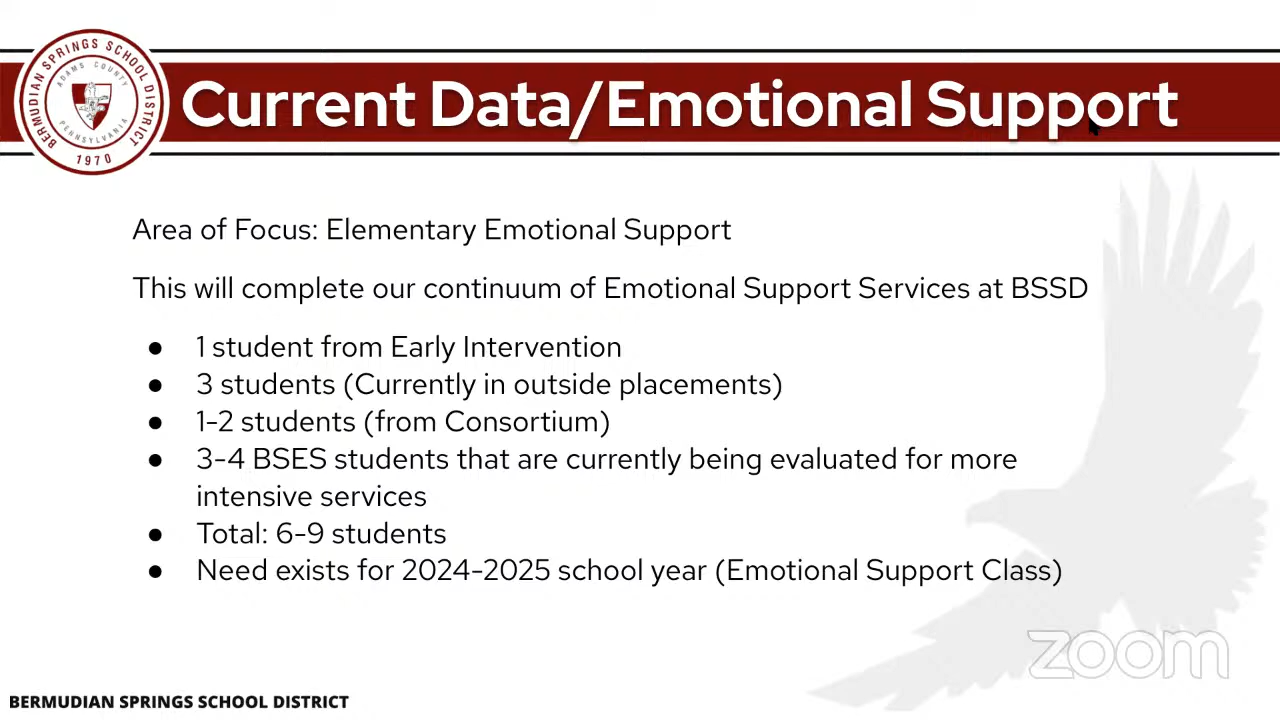 BERMUDIAN SPRINGS SCHOOL DISTRICT
ADAMS COUNTY
PENNSYLVANIA
1970
Current Data/Emotional Support
Area of Focus: Elementary Emotional Support
This will complete our continuum of Emotional Support Services at BSSD
● 1 student from Early Intervention
● 3 students (Currently in outside placements)
● 1-2 students (from Consortium)
● 3-4 BSES students that are currently being evaluated for more
intensive services
● Total: 6-9 students
● Need exists for 2024-2025 school year (Emotional Support Class)
zoom
BERMUDIAN SPRINGS SCHOOL DISTRICT